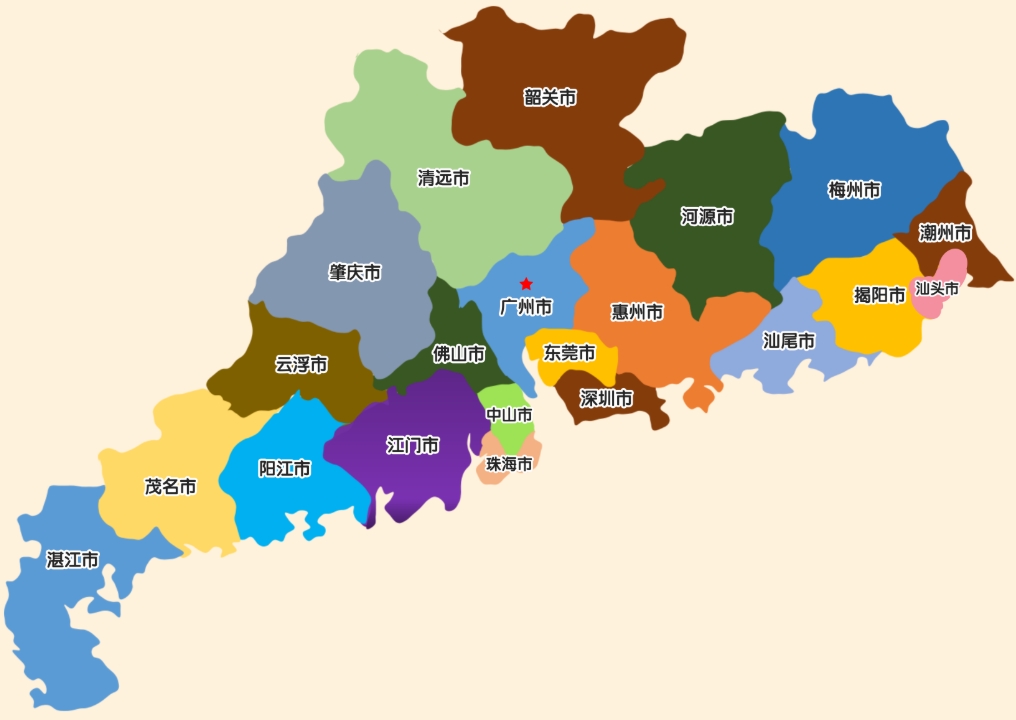 韶关市
清远市
梅州市
河源市
潮州市
肇庆市
汕头市
揭阳市
广州市
惠州市
汕尾市
佛山市
东莞市
云浮市
深圳市
中山市
江门市
珠海市
阳江市
茂名市
湛江市